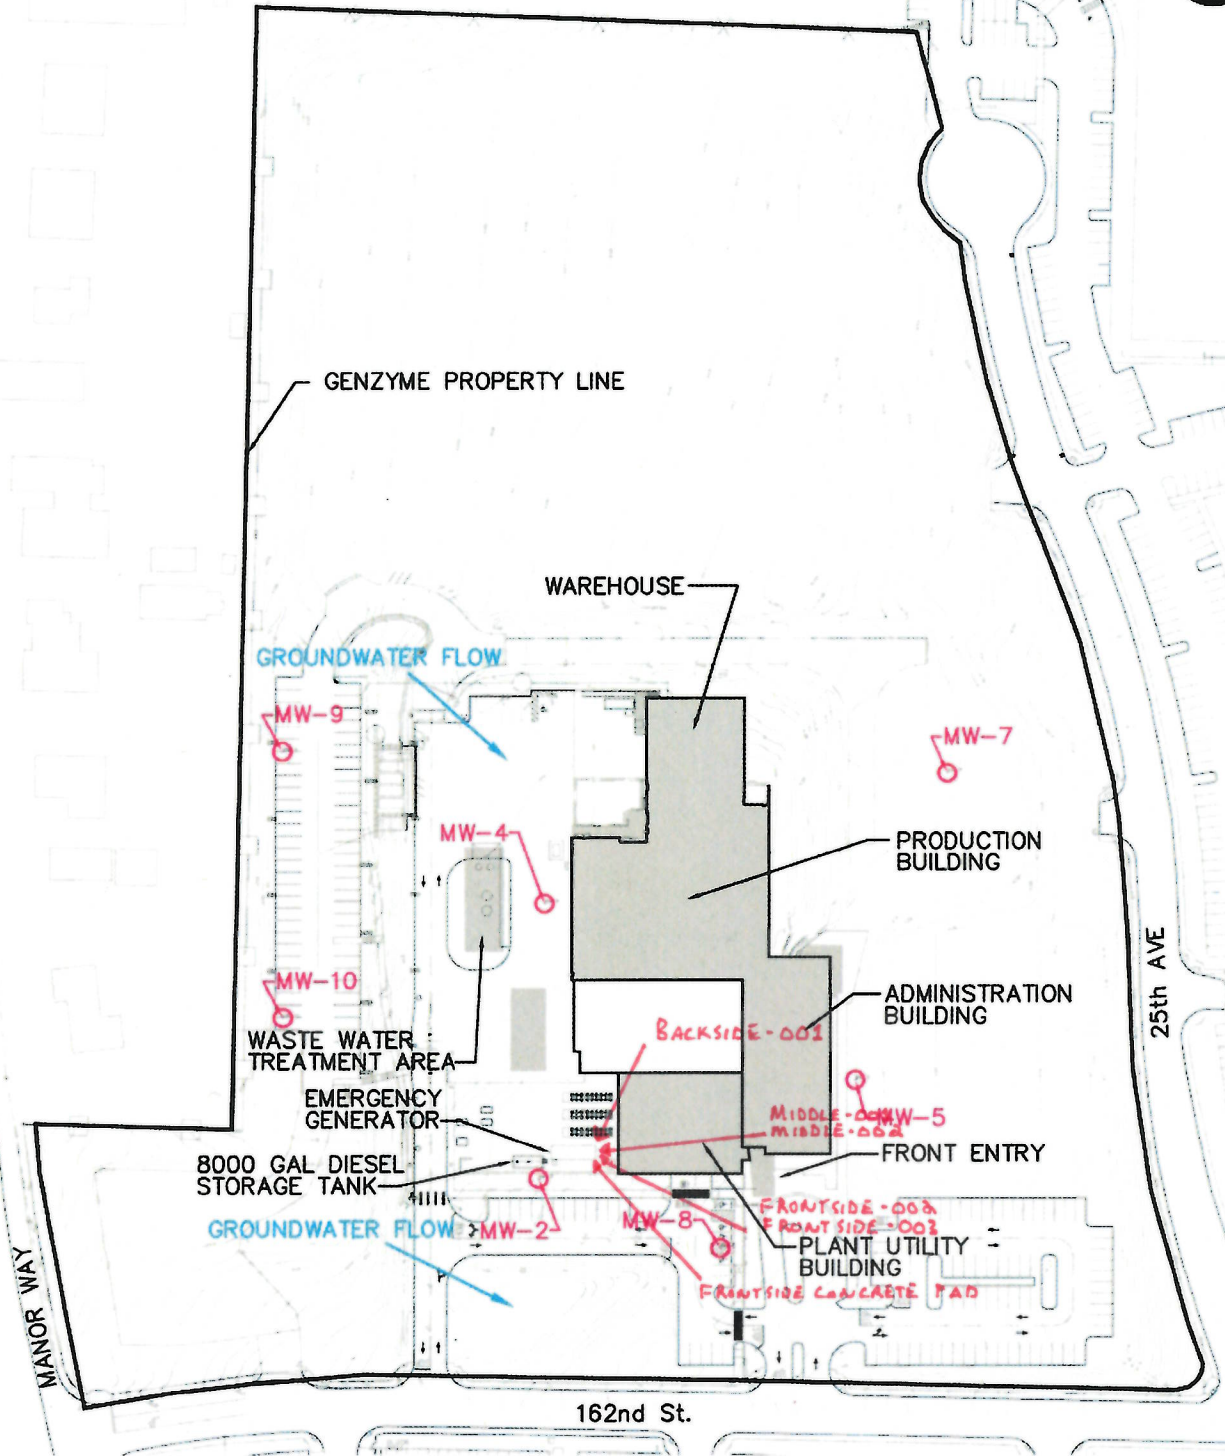 GENZYME PROPERTY LINE
WAREHOUSE
GROUNDWATER FLOW
MW-9
MW-7
MW-4
PRODUCTION
BUILDING
25th AVE
MW-10
ADMINISTRATION
BUILDING
BACKSIDE-001
WASTE WATER
TREATMENT AREA
EMERGENCY
GENERATOR
MIDDLE-
MW-5
MIDDLE-002
FRONT ENTRY
8000 GAL DIESEL
STORAGE TANK
FRONTSIDE-002
FRONTSIDE-003
GROUNDWATER FLOW
MW-2
MW-8
PLANT UTILITY
BUILDING
FRONTSIDE CONCRETE PAD
MANOR WAY
162nd St.